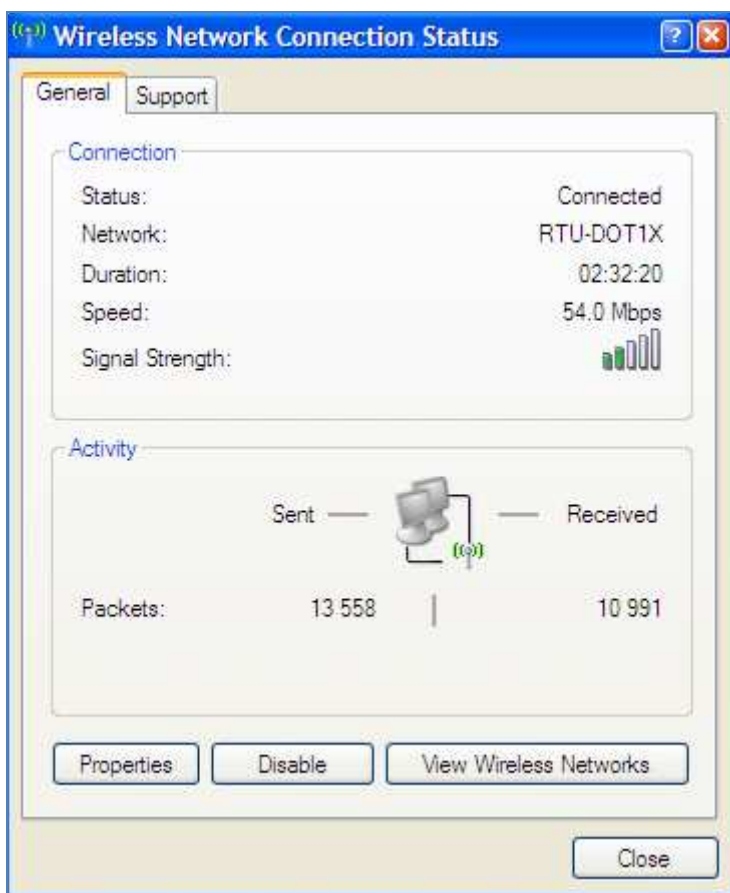 Wireless Network Connection Status
General Support
Connection
Status: Connected
Network: RTU-DOT1X
Duration: 02:32:20
Speed: 54.0 Mbps
Signal Strength:
Activity
Sent Received
Packets: 13 558 10 991
Properties Disable View Wireless Networks
Close